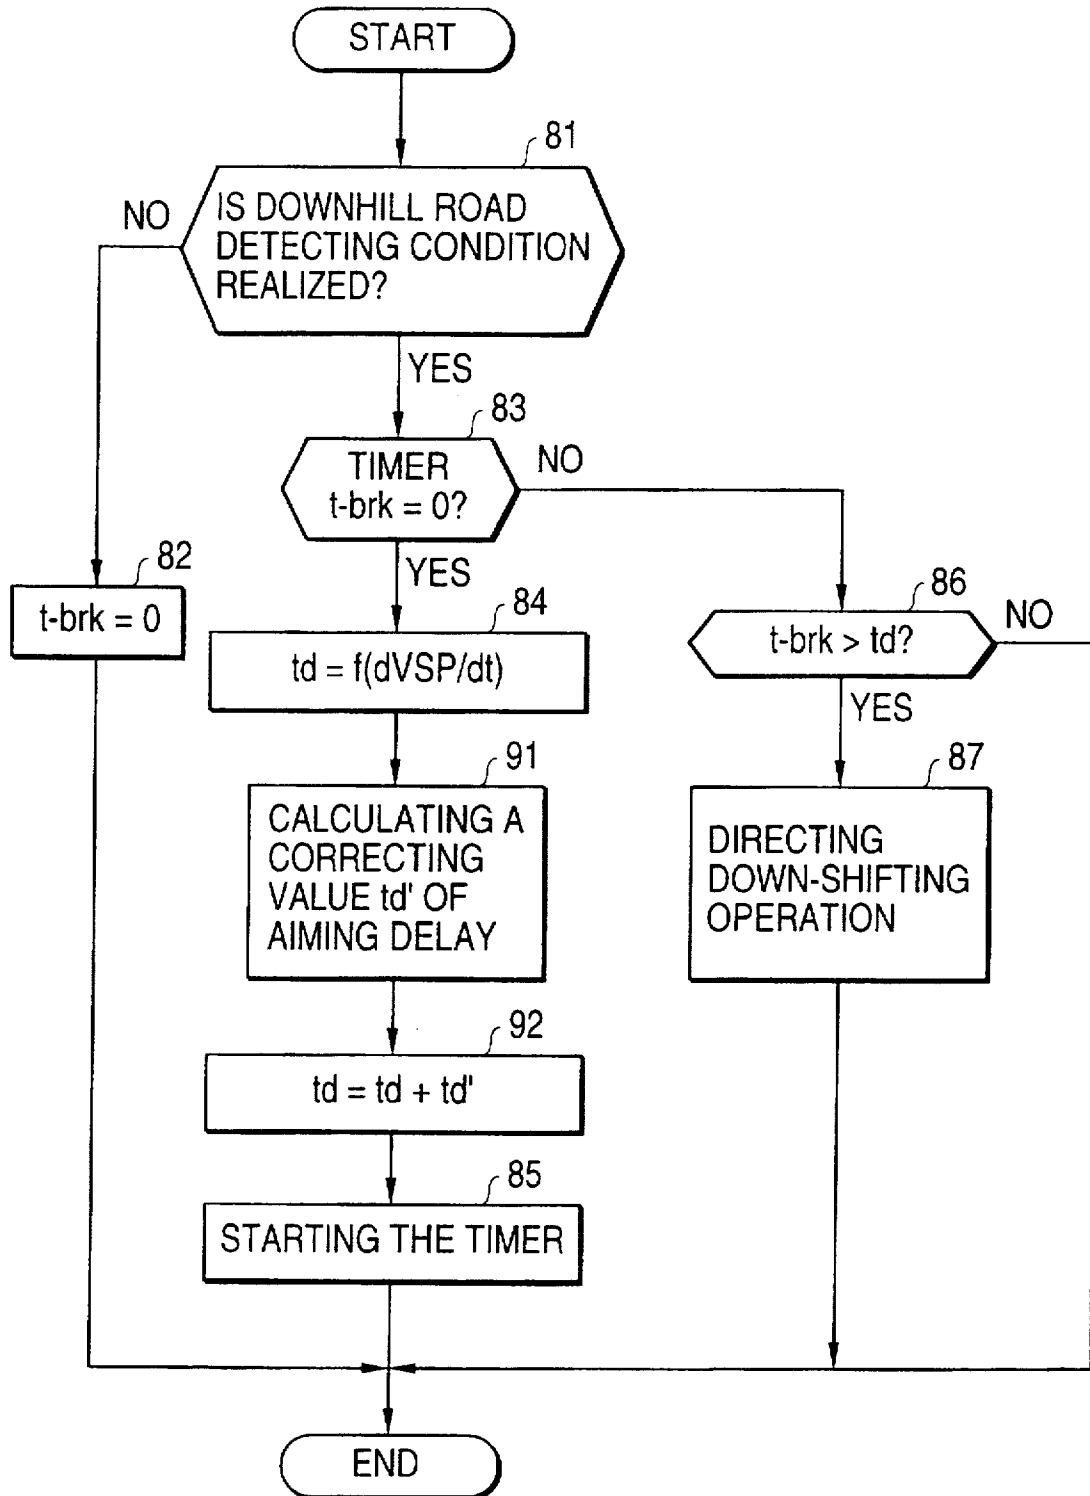 START
81
IS DOWNHILL ROAD
DETECTING CONDITION
REALIZED?
NO
YES
83
TIMER
t-brk = 0?
NO
YES
82
t-brk = 0
84
td = f(dVSP/dt)
86
t-brk > td?
NO
YES
91
CALCULATING A
CORRECTING
VALUE td' OF
AIMING DELAY
87
DIRECTING
DOWN-SHIFTING
OPERATION
92
td = td + td'
85
STARTING THE TIMER
END